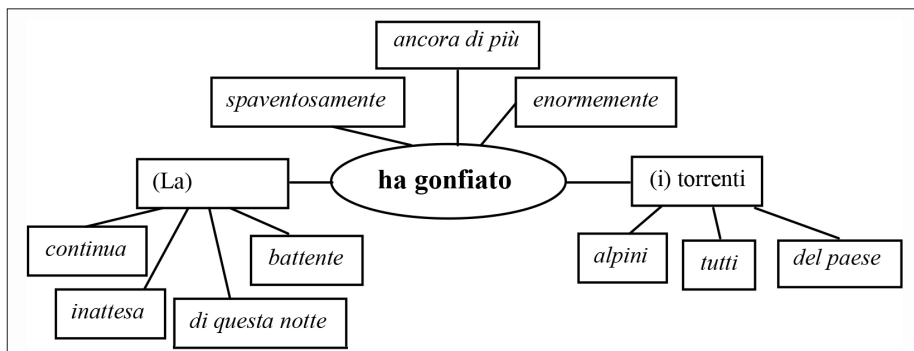 ancora di più
spaventosamente
enormemente
(La)
ha gonfiato
(i) torrenti
continua
battente
alpini
tutti
del paese
inattesa
di questa notte